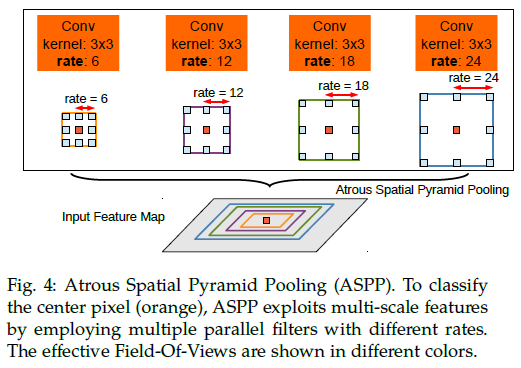 Conv
kernel: 3x3
rate: 6
Conv
kernel: 3x3
rate: 12
Conv
kernel: 3x3
rate: 18
Conv
kernel: 3x3
rate: 24
rate = 6
rate = 12
rate = 18
rate = 24
Atrous Spatial Pyramid Pooling
Input Feature Map
Fig. 4: Atrous Spatial Pyramid Pooling (ASPP). To classify
the center pixel (orange), ASPP exploits multi-scale features
by employing multiple parallel filters with different rates.
The effective Field-Of-Views are shown in different colors.